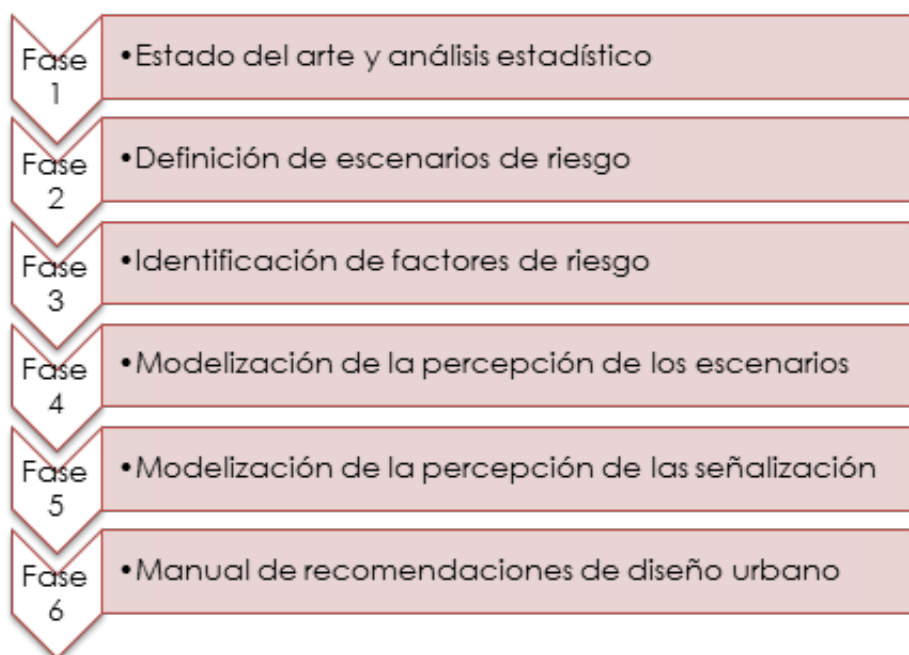 Fase
1
•Estado del arte y análisis estadístico
Fase
2
•Definición de escenarios de riesgo
Fase
3
•Identificación de factores de riesgo
Fase
4
•Modelización de la percepción de los escenarios
Fase
5
•Modelización de la percepción de las señalización
Fase
6
•Manual de recomendaciones de diseño urbano